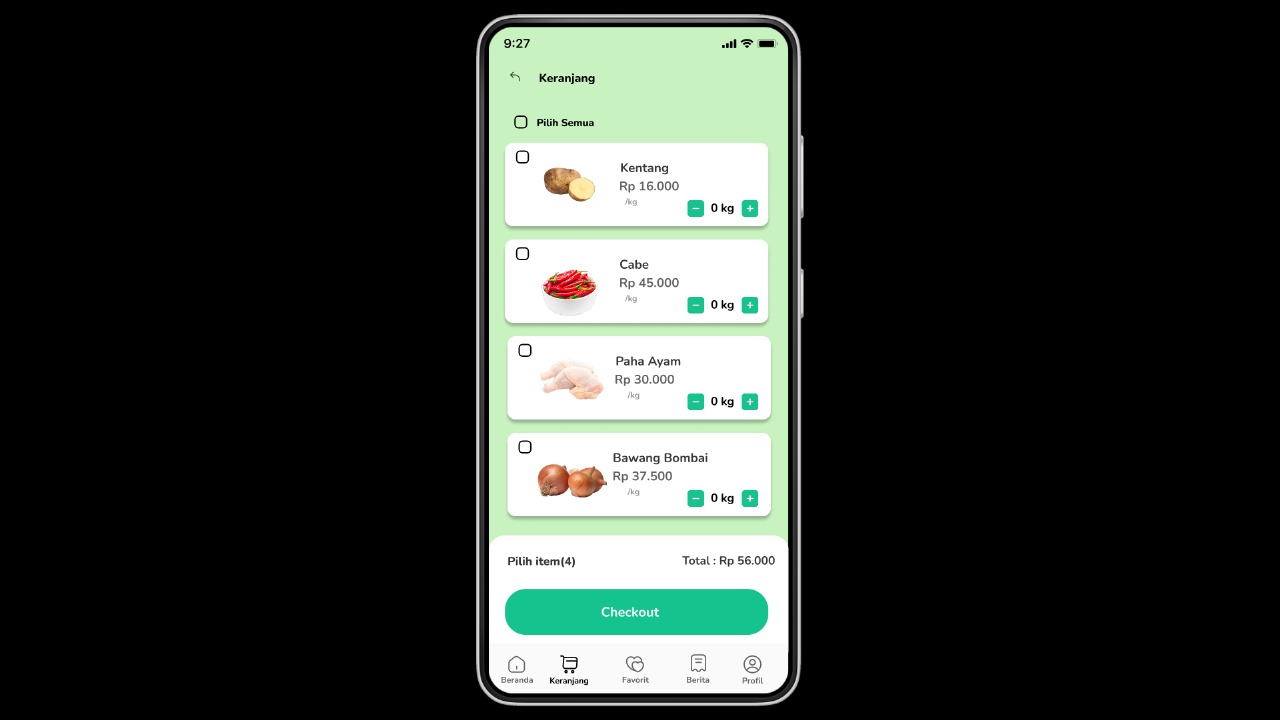 9:27
Keranjang
Pilih Semua
Kentang
Rp 16.000
/kg
0 kg
Cabe
Rp 45.000
/kg
0 kg
Paha Ayam
Rp 30.000
/kg
0 kg
Bawang Bombai
Rp 37.500
/kg
0 kg
Pilih item(4) Total : Rp 56.000
Checkout
Beranda Keranjang Favorit Berita Profil